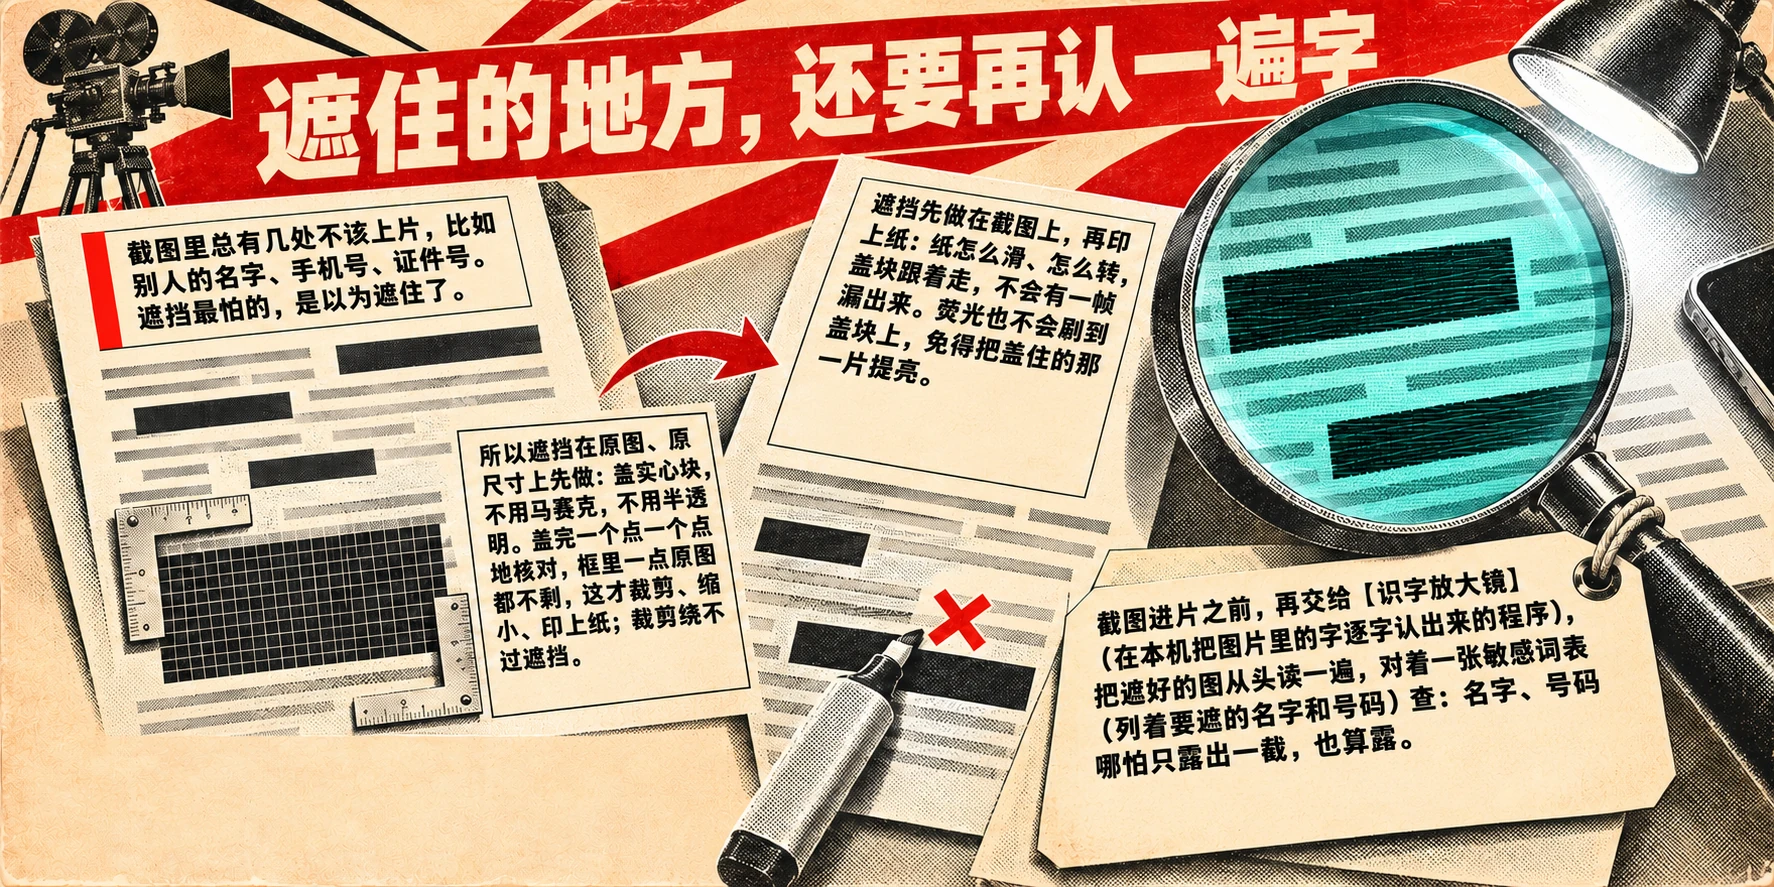 遮住的地方，还要再认一遍字
截图里总有几处不该上片，比如
别人的名字、手机号、证件号。
遮挡最怕的，是以为遮住了。
所以遮挡在原图、原
尺寸上先做：盖实心块，
不用马赛克，不用半透
明。盖完一个点一个点
地核对，框里一点原图
都不剩，这才裁剪、缩
小、印上纸；裁剪绕不
过遮挡。
遮挡先做在截图上，再印
上纸：纸怎么滑、怎么转，
盖块跟着走，不会有一帧
漏出来。荧光也不会刷到
盖块上，免得把盖住的那
一片提亮。
截图进片之前，再交给【识字放大镜】
（在本机把图片里的字逐字认出来的程序），
把遮好的图从头读一遍，对着一张敏感词表
（列着要遮的名字和号码）查：名字、号码
哪怕只露出一截，也算露。